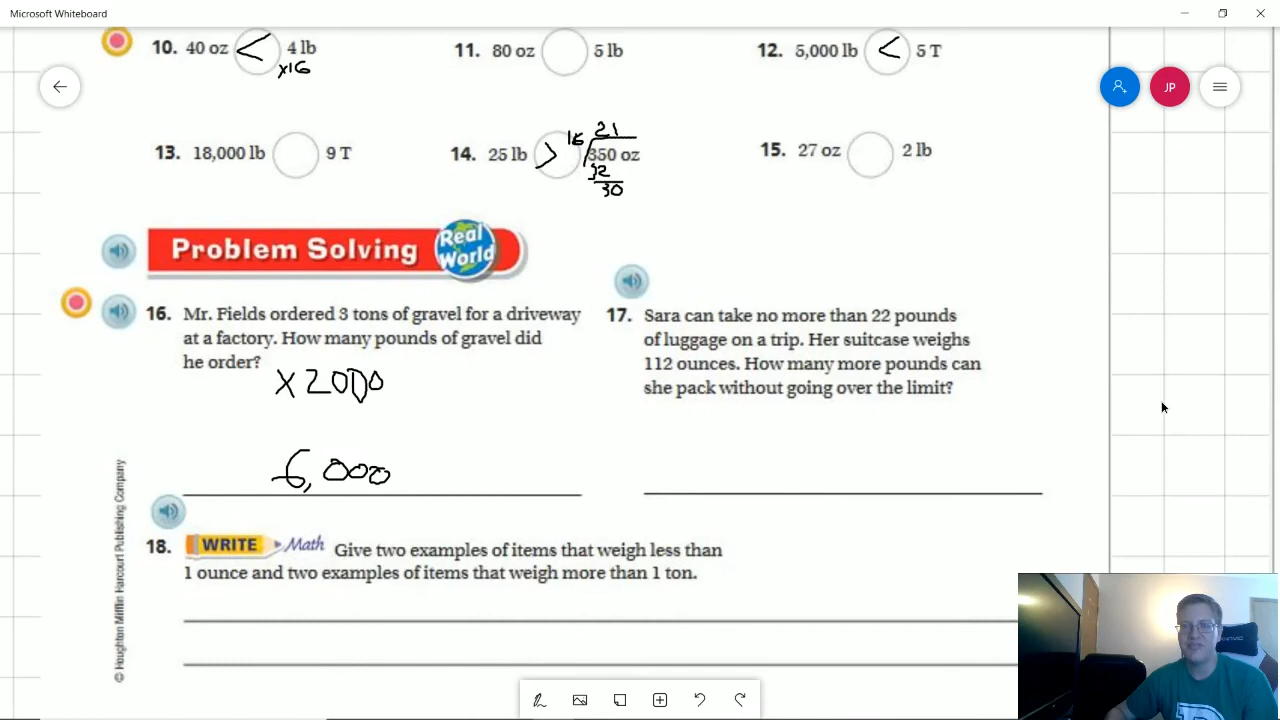 Microsoft Whiteboard
10. 40 oz < 4 lb
x16
11. 80 oz 5 lb
12. 5,000 lb < 5 T
JP
13. 18,000 lb 9 T
14. 25 lb > 350 oz
16 21
32
30
15. 27 oz 2 lb
Problem Solving Real World
16. Mr. Fields ordered 3 tons of gravel for a driveway
at a factory. How many pounds of gravel did
he order?
x2000
6,000
17. Sara can take no more than 22 pounds
of luggage on a trip. Her suitcase weighs
112 ounces. How many more pounds can
she pack without going over the limit?
18. WRITE Math Give two examples of items that weigh less than
1 ounce and two examples of items that weigh more than 1 ton.
© Houghton Mifflin Harcourt Publishing Company